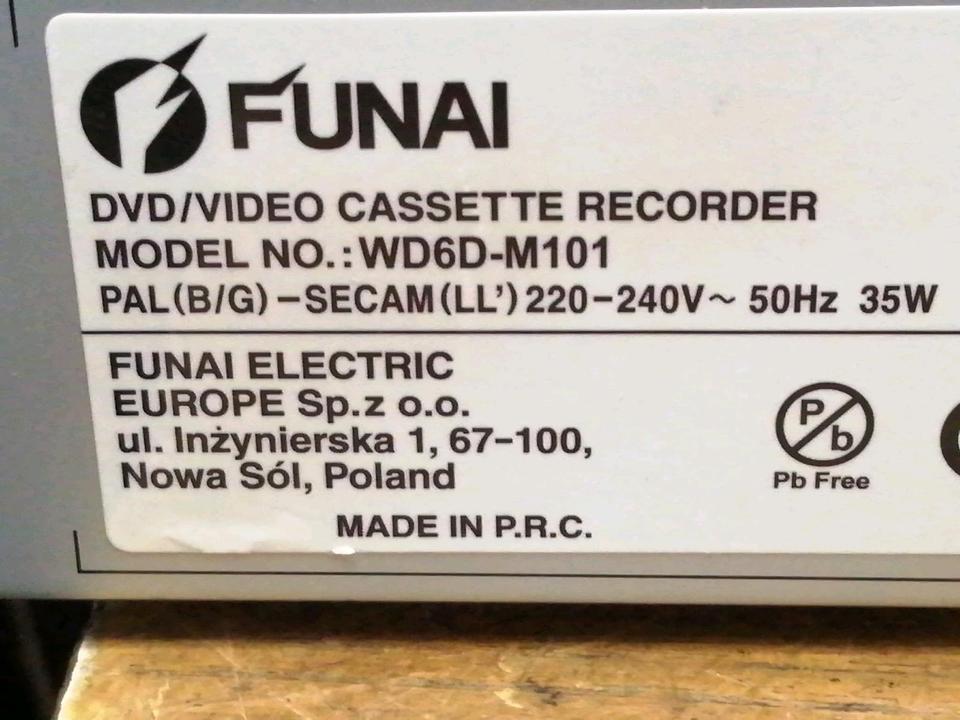 FUNAI
DVD/VIDEO CASSETTE RECORDER
MODEL NO.:WD6D-M101
PAL(B/G)–SECAM(LL')220–240V~ 50Hz 35W
FUNAI ELECTRIC
EUROPE Sp.z o.o.
ul. Inżynierska 1, 67–100,
Nowa Sól, Poland
Pb
Pb Free
MADE IN P.R.C.